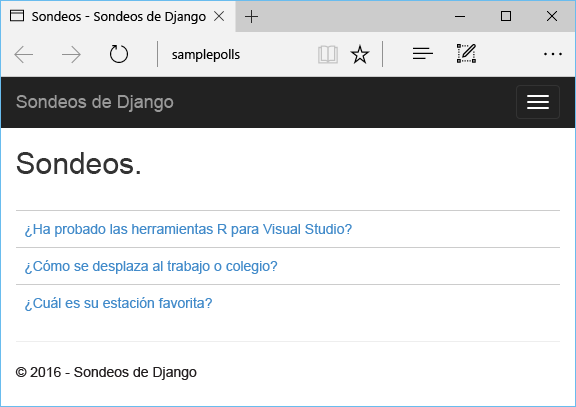 Sondeos - Sondeos de Django
samplepolls
Sondeos de Django
Sondeos.
¿Ha probado las herramientas R para Visual Studio?
¿Cómo se desplaza al trabajo o colegio?
¿Cuál es su estación favorita?
© 2016 - Sondeos de Django